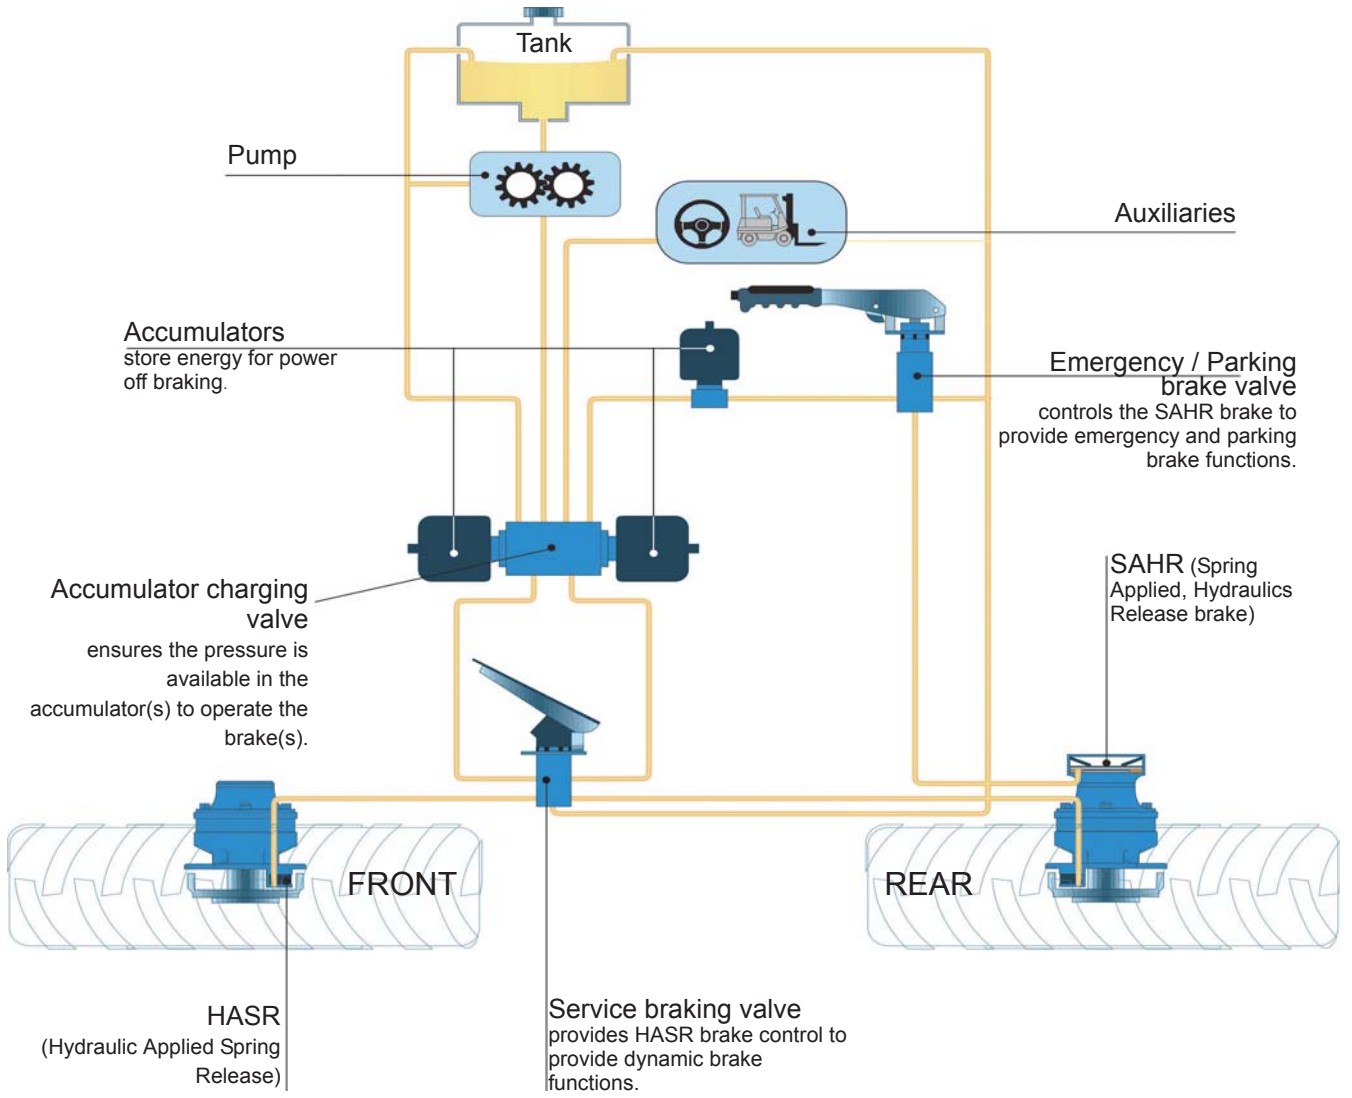 Tank
Pump
Auxiliaries
Accumulators
store energy for power
off braking.
Emergency / Parking
brake valve
controls the SAHR brake to
provide emergency and parking
brake functions.
Accumulator charging
valve
ensures the pressure is
available in the
accumulator(s) to operate the
brake(s).
SAHR (Spring
Applied, Hydraulics
Release brake)
FRONT
REAR
HASR
(Hydraulic Applied Spring
Release)
Service braking valve
provides HASR brake control to
provide dynamic brake
functions.